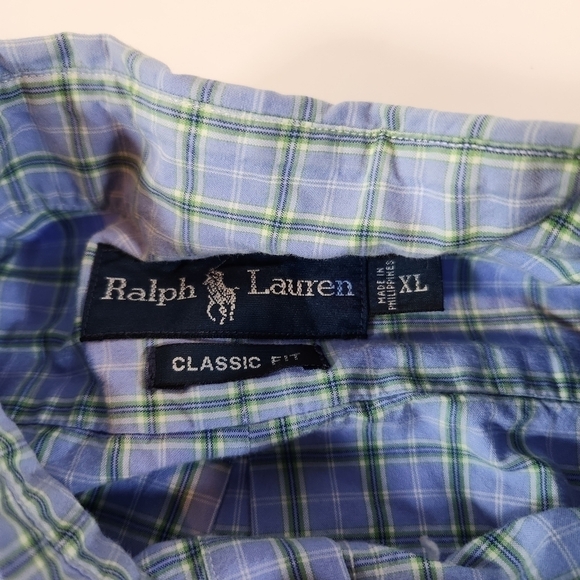 Ralph Lauren
MADE IN
PHILIPPINES
XL
CLASSIC FIT